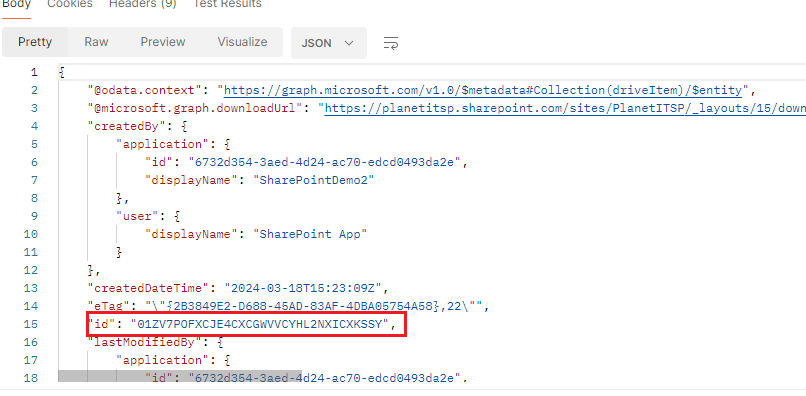 Body Cookies Headers (9) Test Results
Pretty Raw Preview Visualize JSON
1 {
2 "@odata.context": "https://graph.microsoft.com/v1.0/$metadata#Collection(driveItem)/$entity",
3 "@microsoft.graph.downloadUrl": "https://planetitsp.sharepoint.com/sites/PlanetITSP/_layouts/15/down
4 "createdBy": {
5 "application": {
6 "id": "6732d354-3aed-4d24-ac70-edcd0493da2e",
7 "displayName": "SharePointDemo2"
8 },
9 "user": {
10 "displayName": "SharePoint App"
11 }
12 },
13 "createdDateTime": "2024-03-18T15:23:09Z",
14 "eTag": "\"{2B3849E2-D688-45AD-83AF-4DBA05754A58},22\"",
15 "id": "01ZV7POFXCJE4CXCGWVVCYHL2NXICXKSSY",
16 "lastModifiedBy": {
17 "application": {
18 "id": "6732d354-3aed-4d24-ac70-edcd0493da2e",